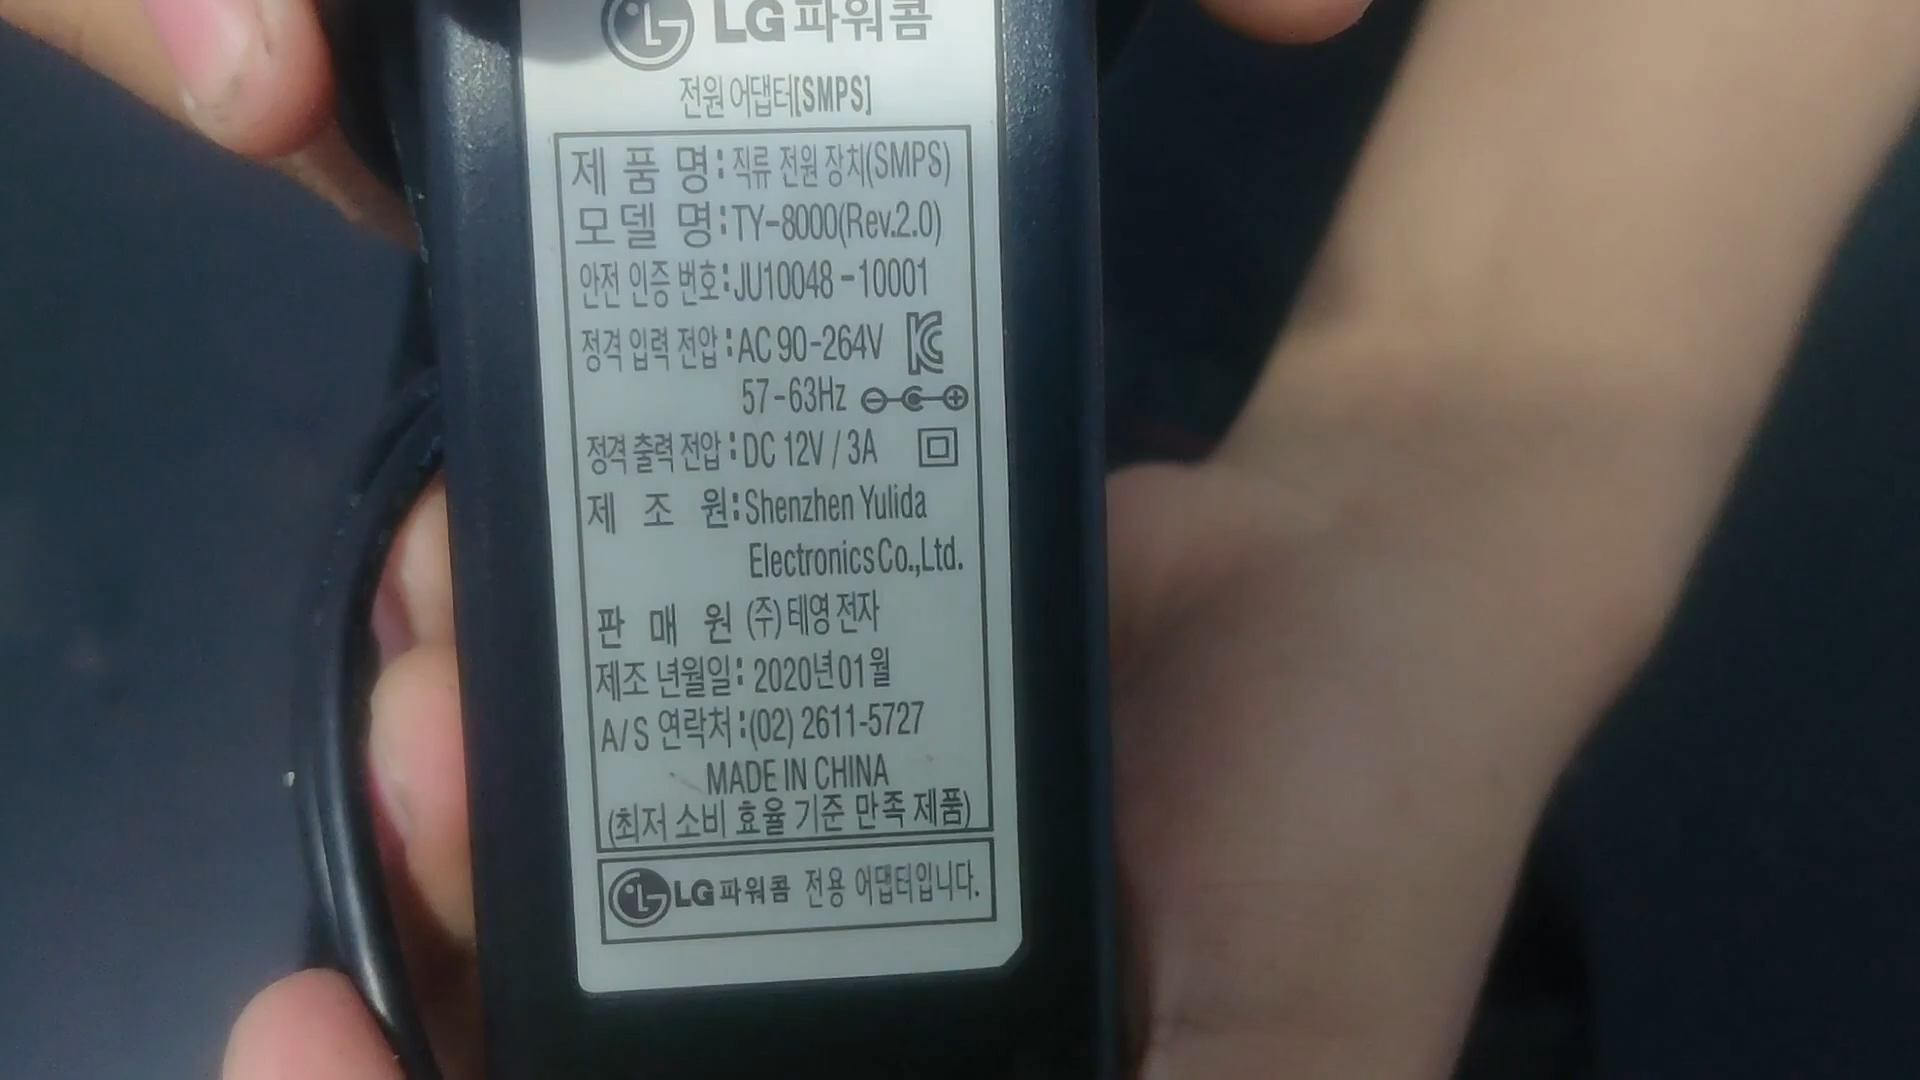 LG 파워콤
전원 어댑터[SMPS]
제 품 명 : 직류 전원 장치(SMPS)
모 델 명 : TY-8000(Rev.2.0)
안전 인증 번호 : JU10048-10001
정격 입력 전압 : AC 90-264V
57-63Hz
정격 출력 전압 : DC 12V / 3A
제 조 원 : Shenzhen Yulida
Electronics Co.,Ltd.
판 매 원 (주) 태영 전자
제조 년월일 : 2020년 01월
A/S 연락처 : (02) 2611-5727
MADE IN CHINA
(최저 소비 효율 기준 만족 제품)
LG 파워콤 전용 어댑터입니다.